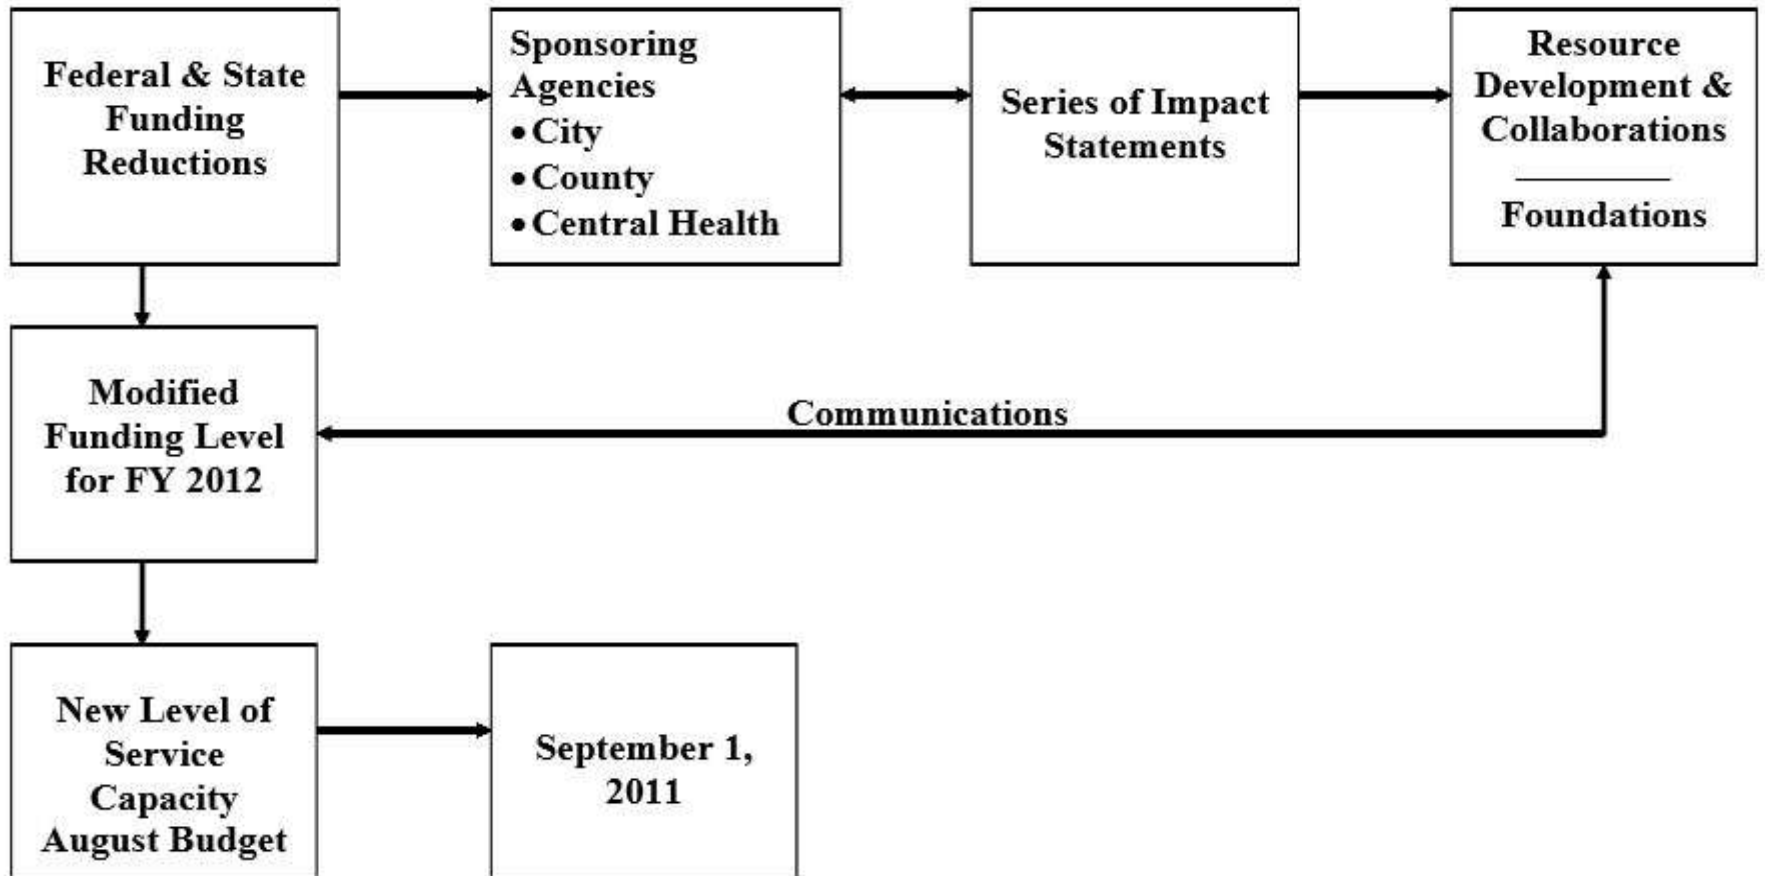 Federal & State
Funding
Reductions
Sponsoring
Agencies
• City
• County
• Central Health
Series of Impact
Statements
Resource
Development &
Collaborations
Foundations
Modified
Funding Level
for FY 2012
Communications
New Level of
Service
Capacity
August Budget
September 1,
2011